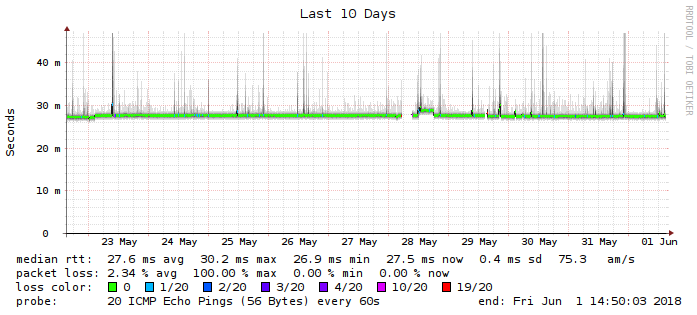 Last 10 Days
RRDTOOL / TOBI OETIKER
Seconds
40 m
30 m
20 m
10 m
0
23 May 24 May 25 May 26 May 27 May 28 May 29 May 30 May 31 May 01 Jun
median rtt: 27.6 ms avg 30.2 ms max 26.9 ms min 27.5 ms now 0.4 ms sd 75.3 am/s
packet loss: 2.34 % avg 100.00 % max 0.00 % min 0.00 % now
loss color: 0 1/20 2/20 3/20 4/20 10/20 19/20
probe: 20 ICMP Echo Pings (56 Bytes) every 60s end: Fri Jun 1 14:50:03 2018